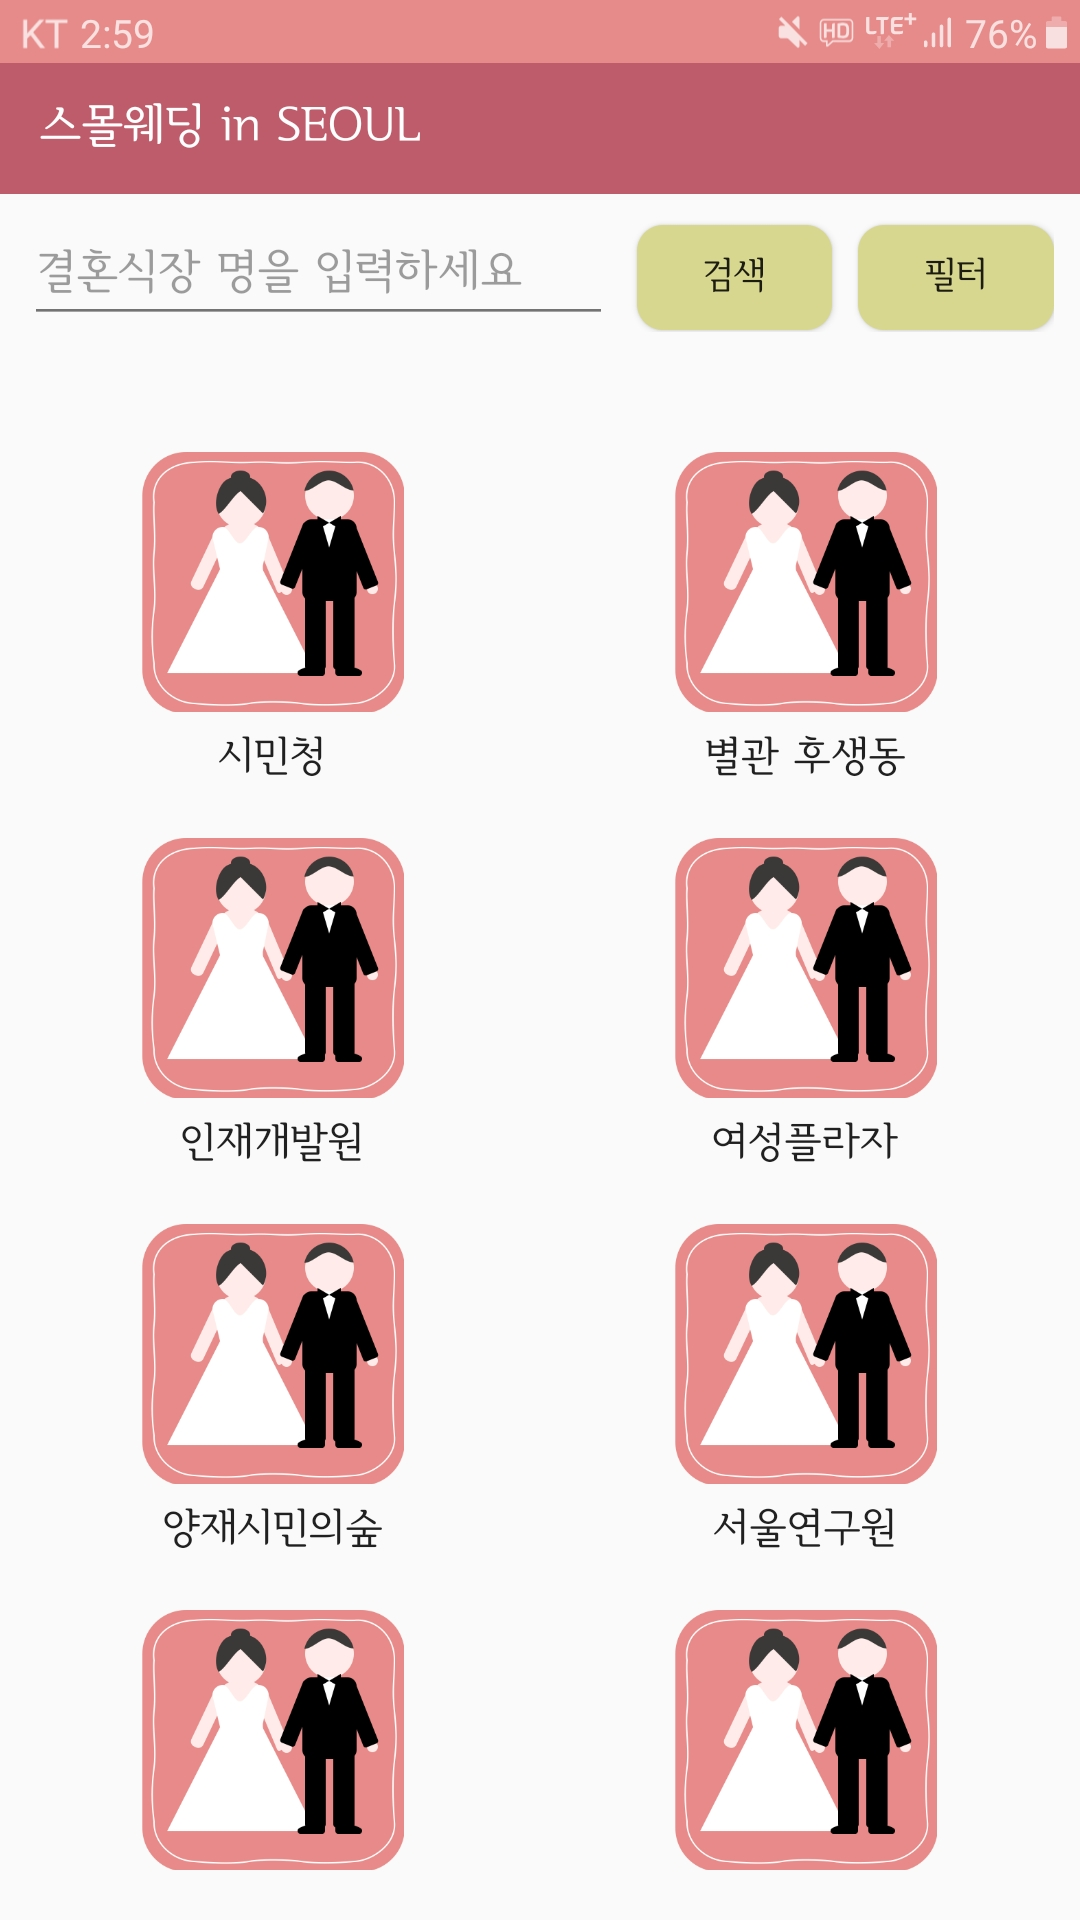 KT 2:59 HD LTE+ 76%
스몰웨딩 in SEOUL
결혼식장 명을 입력하세요 검색 필터
시민청 별관 후생동
인재개발원 여성플라자
양재시민의숲 서울연구원